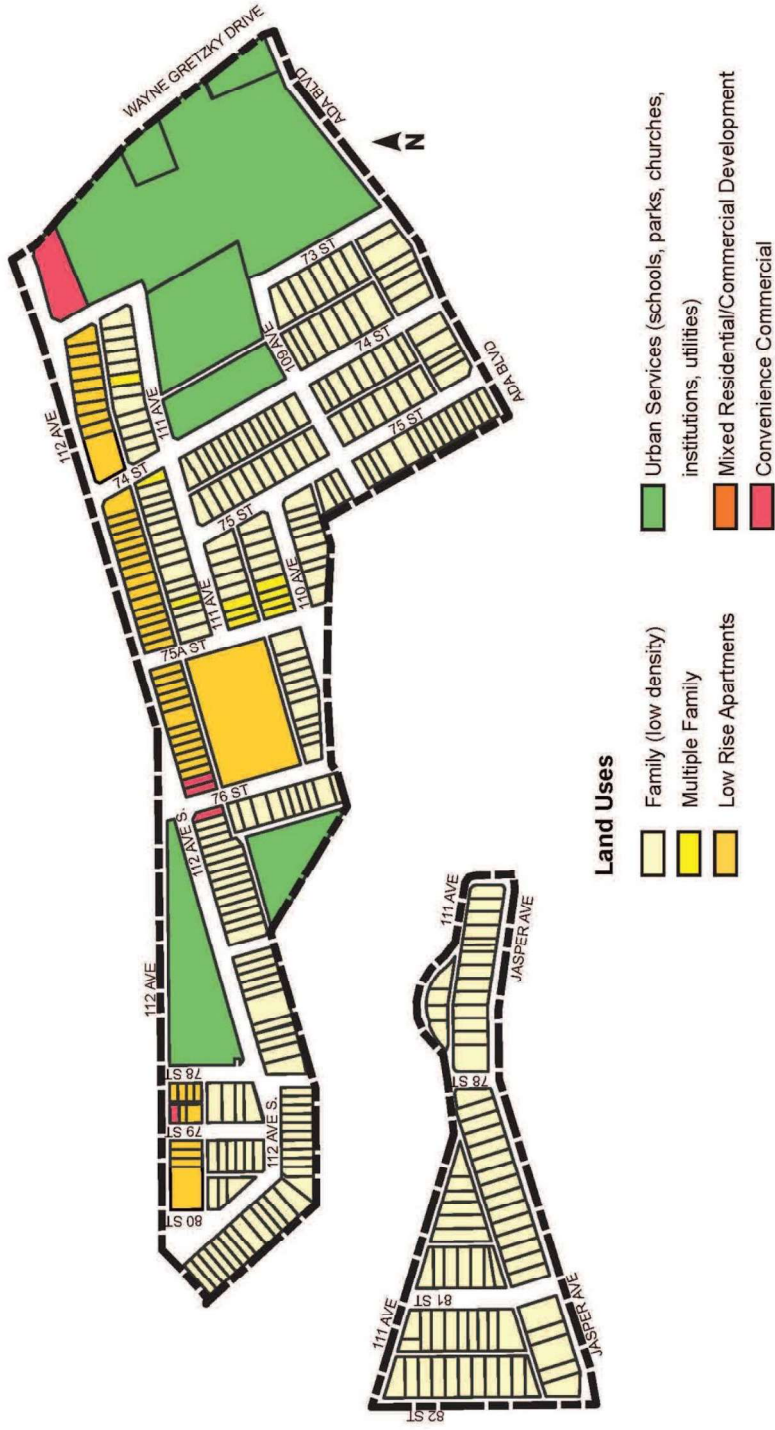 WAYNE GRETZKY DRIVE
ADA BLVD
N
112 AVE
111 AVE
73 ST
109 AVE
74 ST
74 ST
75 ST
ADA BLVD
75 ST
111 AVE
110 AVE
75A ST
76 ST
112 AVE S.
112 AVE
78 ST
79 ST
112 AVE S.
80 ST
111 AVE
JASPER AVE
78 ST
81 ST
111 AVE
JASPER AVE
82 ST
Land Uses
Family (low density)
Multiple Family
Low Rise Apartments
Urban Services (schools, parks, churches,
institutions, utilities)
Mixed Residential/Commercial Development
Convenience Commercial